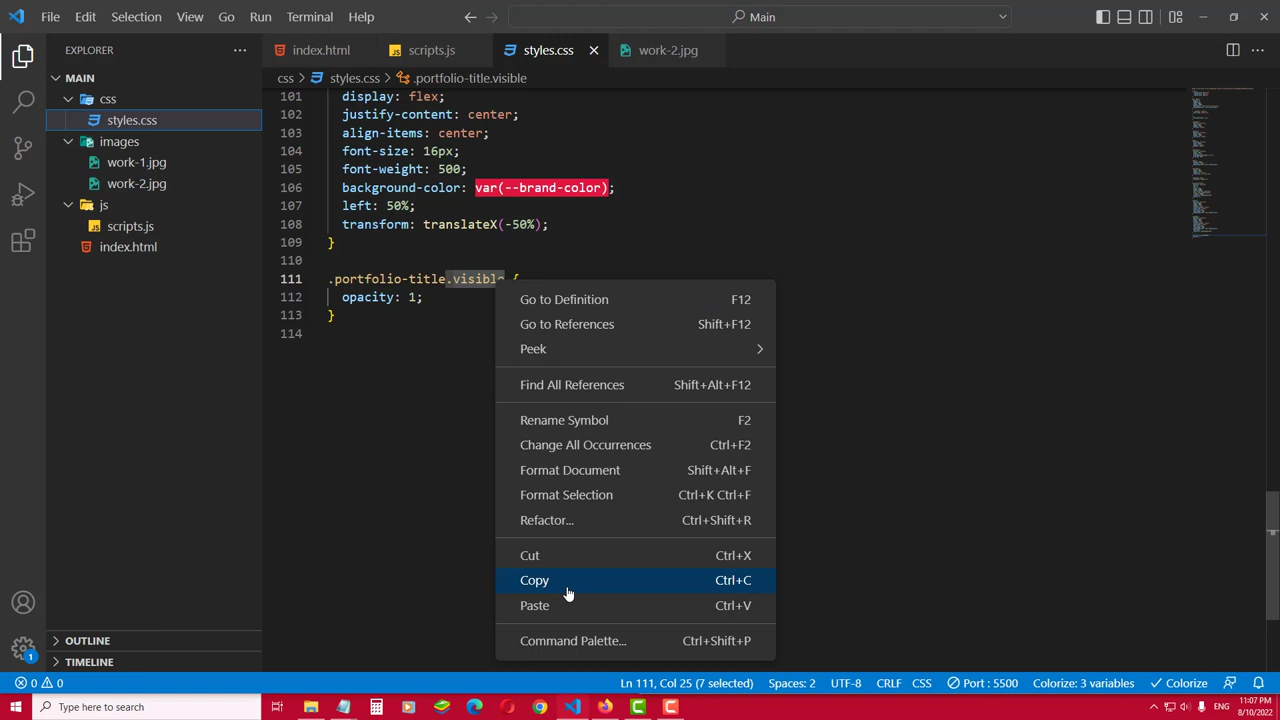 File Edit Selection View Go Run Terminal Help
Main
EXPLORER
index.html
scripts.js
styles.css
work-2.jpg
MAIN
css
styles.css
images
work-1.jpg
work-2.jpg
js
scripts.js
index.html
OUTLINE
TIMELINE
css > styles.css > .portfolio-title.visible
101 display: flex;
102 justify-content: center;
103 align-items: center;
104 font-size: 16px;
105 font-weight: 500;
106 background-color: var(--brand-color);
107 left: 50%;
108 transform: translateX(-50%);
109 }
110
111 .portfolio-title.visible {
112 opacity: 1;
113 }
114
Go to Definition F12
Go to References Shift+F12
Peek
Find All References Shift+Alt+F12
Rename Symbol F2
Change All Occurrences Ctrl+F2
Format Document Shift+Alt+F
Format Selection Ctrl+K Ctrl+F
Refactor... Ctrl+Shift+R
Cut Ctrl+X
Copy Ctrl+C
Paste Ctrl+V
Command Palette... Ctrl+Shift+P
1
0 0 Ln 111, Col 25 (7 selected) Spaces: 2 UTF-8 CRLF CSS Port : 5500 Colorize: 3 variables Colorize
Type here to search
ENG
11:07 PM
8/10/2022